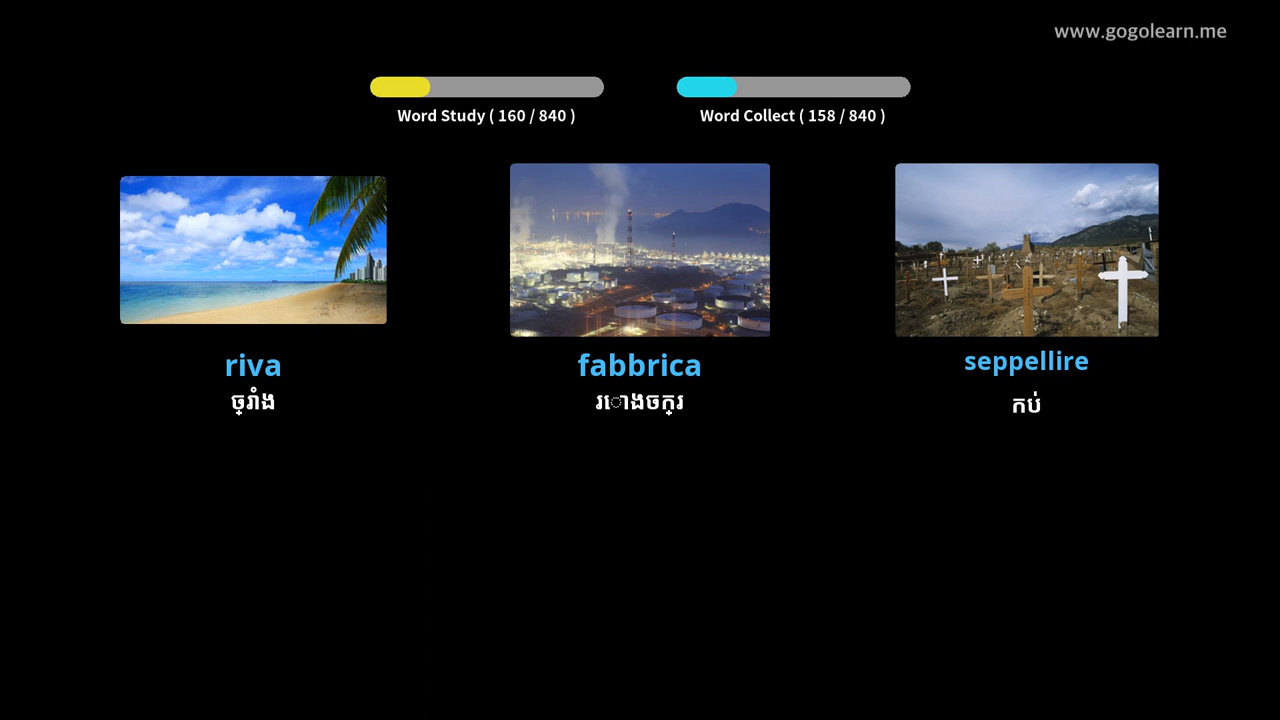 www.gogolearn.me
Word Study ( 160 / 840 )
Word Collect ( 158 / 840 )
riva
ច្រាំង
fabbrica
រោងចក្រ
seppellire
កប់